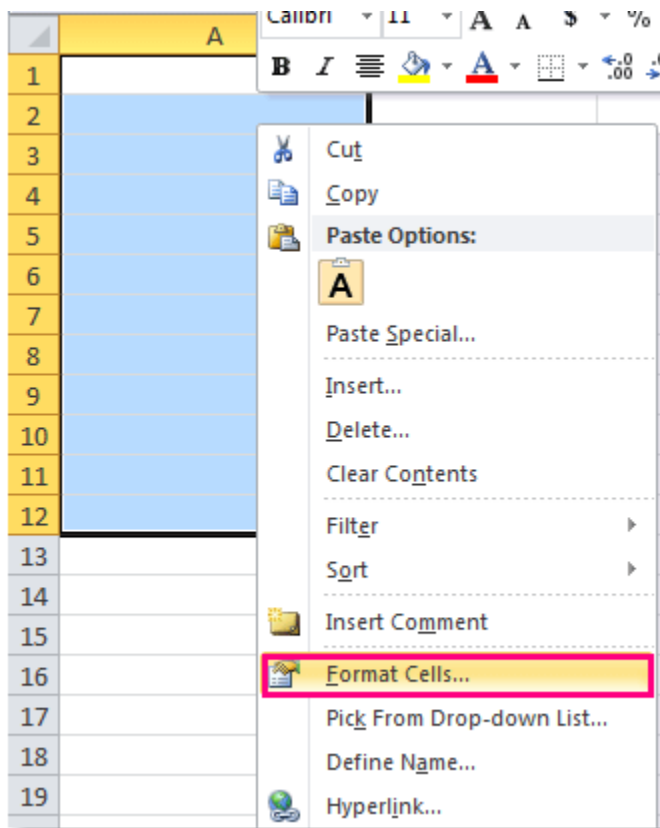 Calibri 11 A A $ %
A
B I A .0 .00
1
2
3 Cut
4 Copy
5 Paste Options:
6 A
7
Paste Special...
8
9 Insert...
10 Delete...
11 Clear Contents
12 Filter
13
Sort
14
15 Insert Comment
16 Format Cells...
17 Pick From Drop-down List...
18 Define Name...
19 Hyperlink...